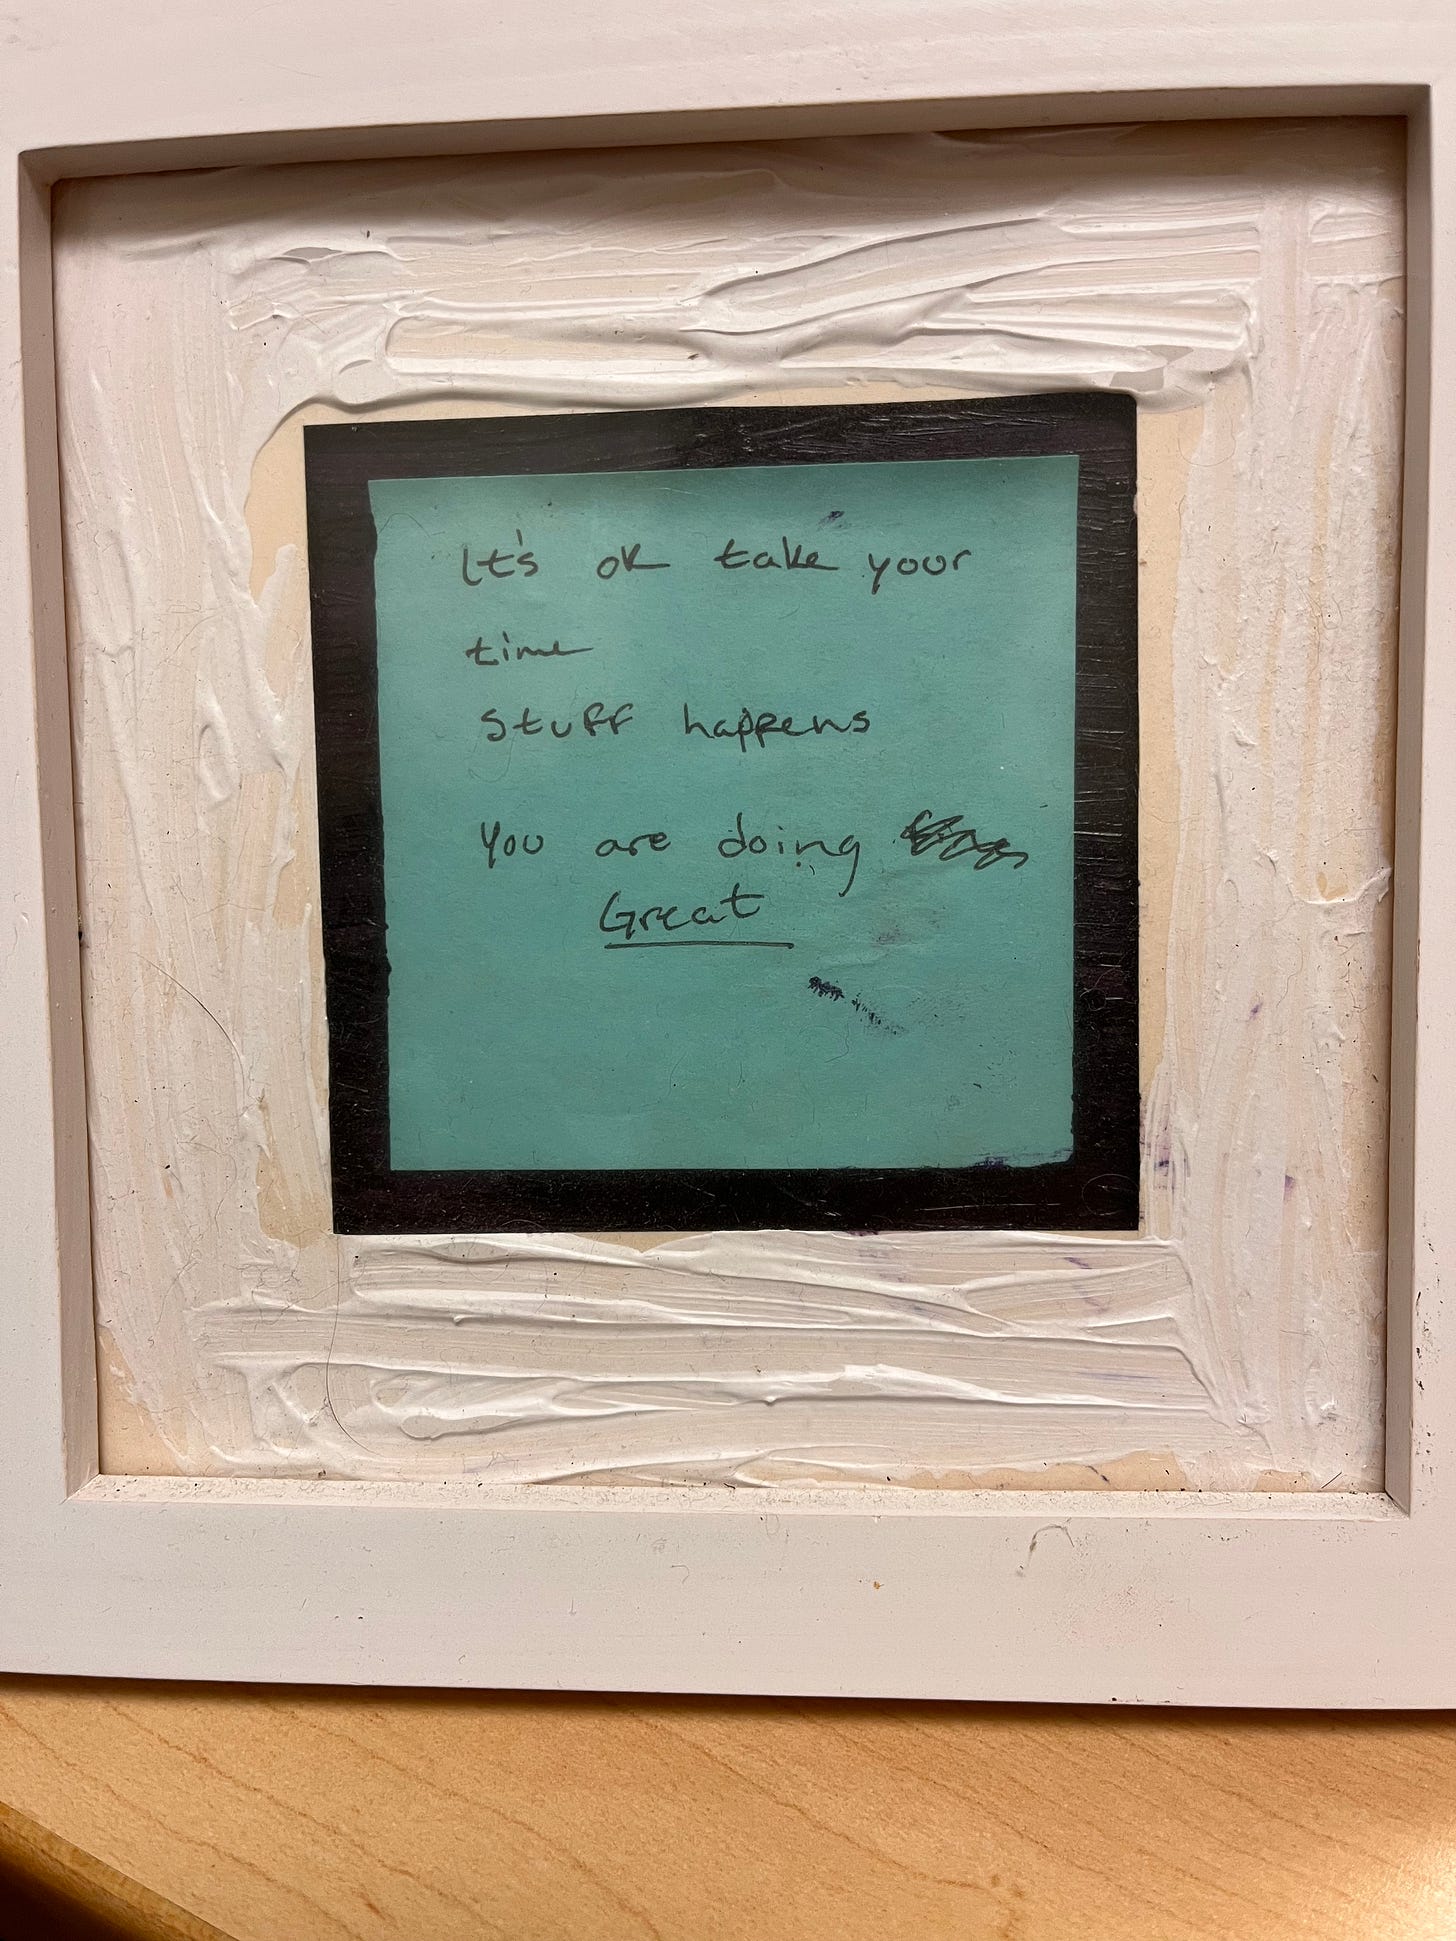 It's ok take your
time
Stuff happens
You are doing
Great